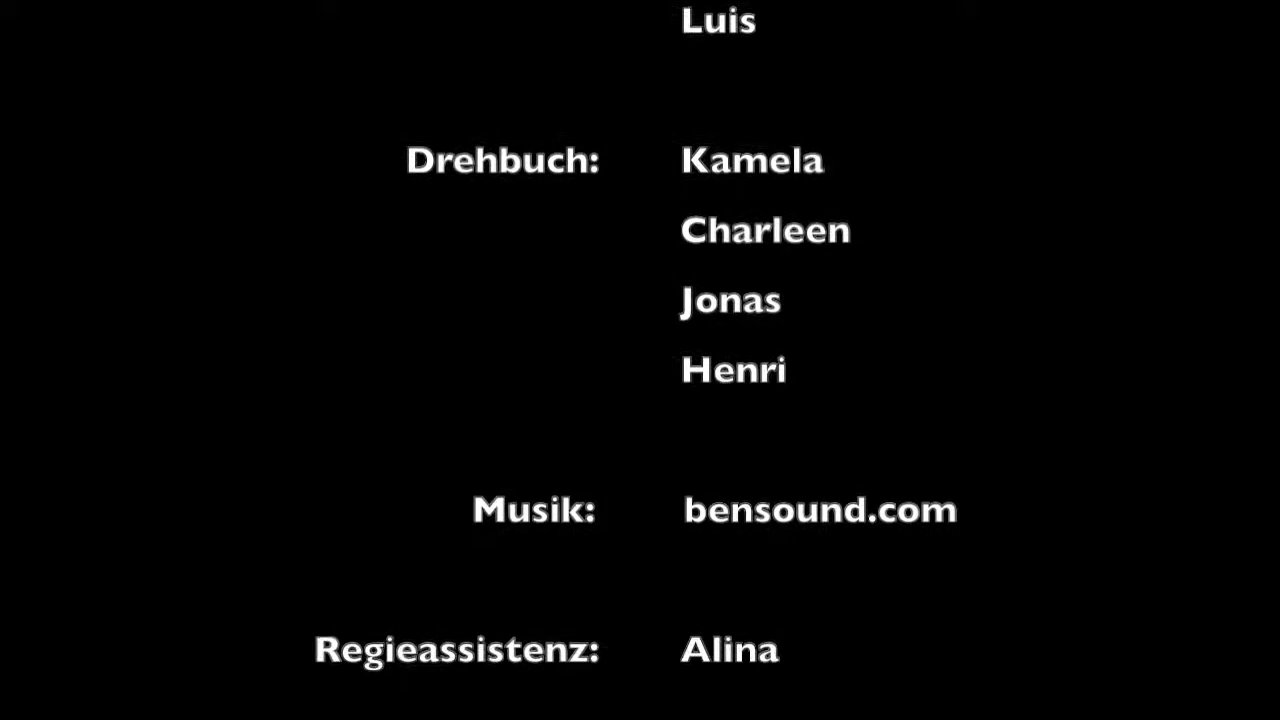 Luis
Drehbuch: Kamela
Charleen
Jonas
Henri
Musik: bensound.com
Regieassistenz: Alina